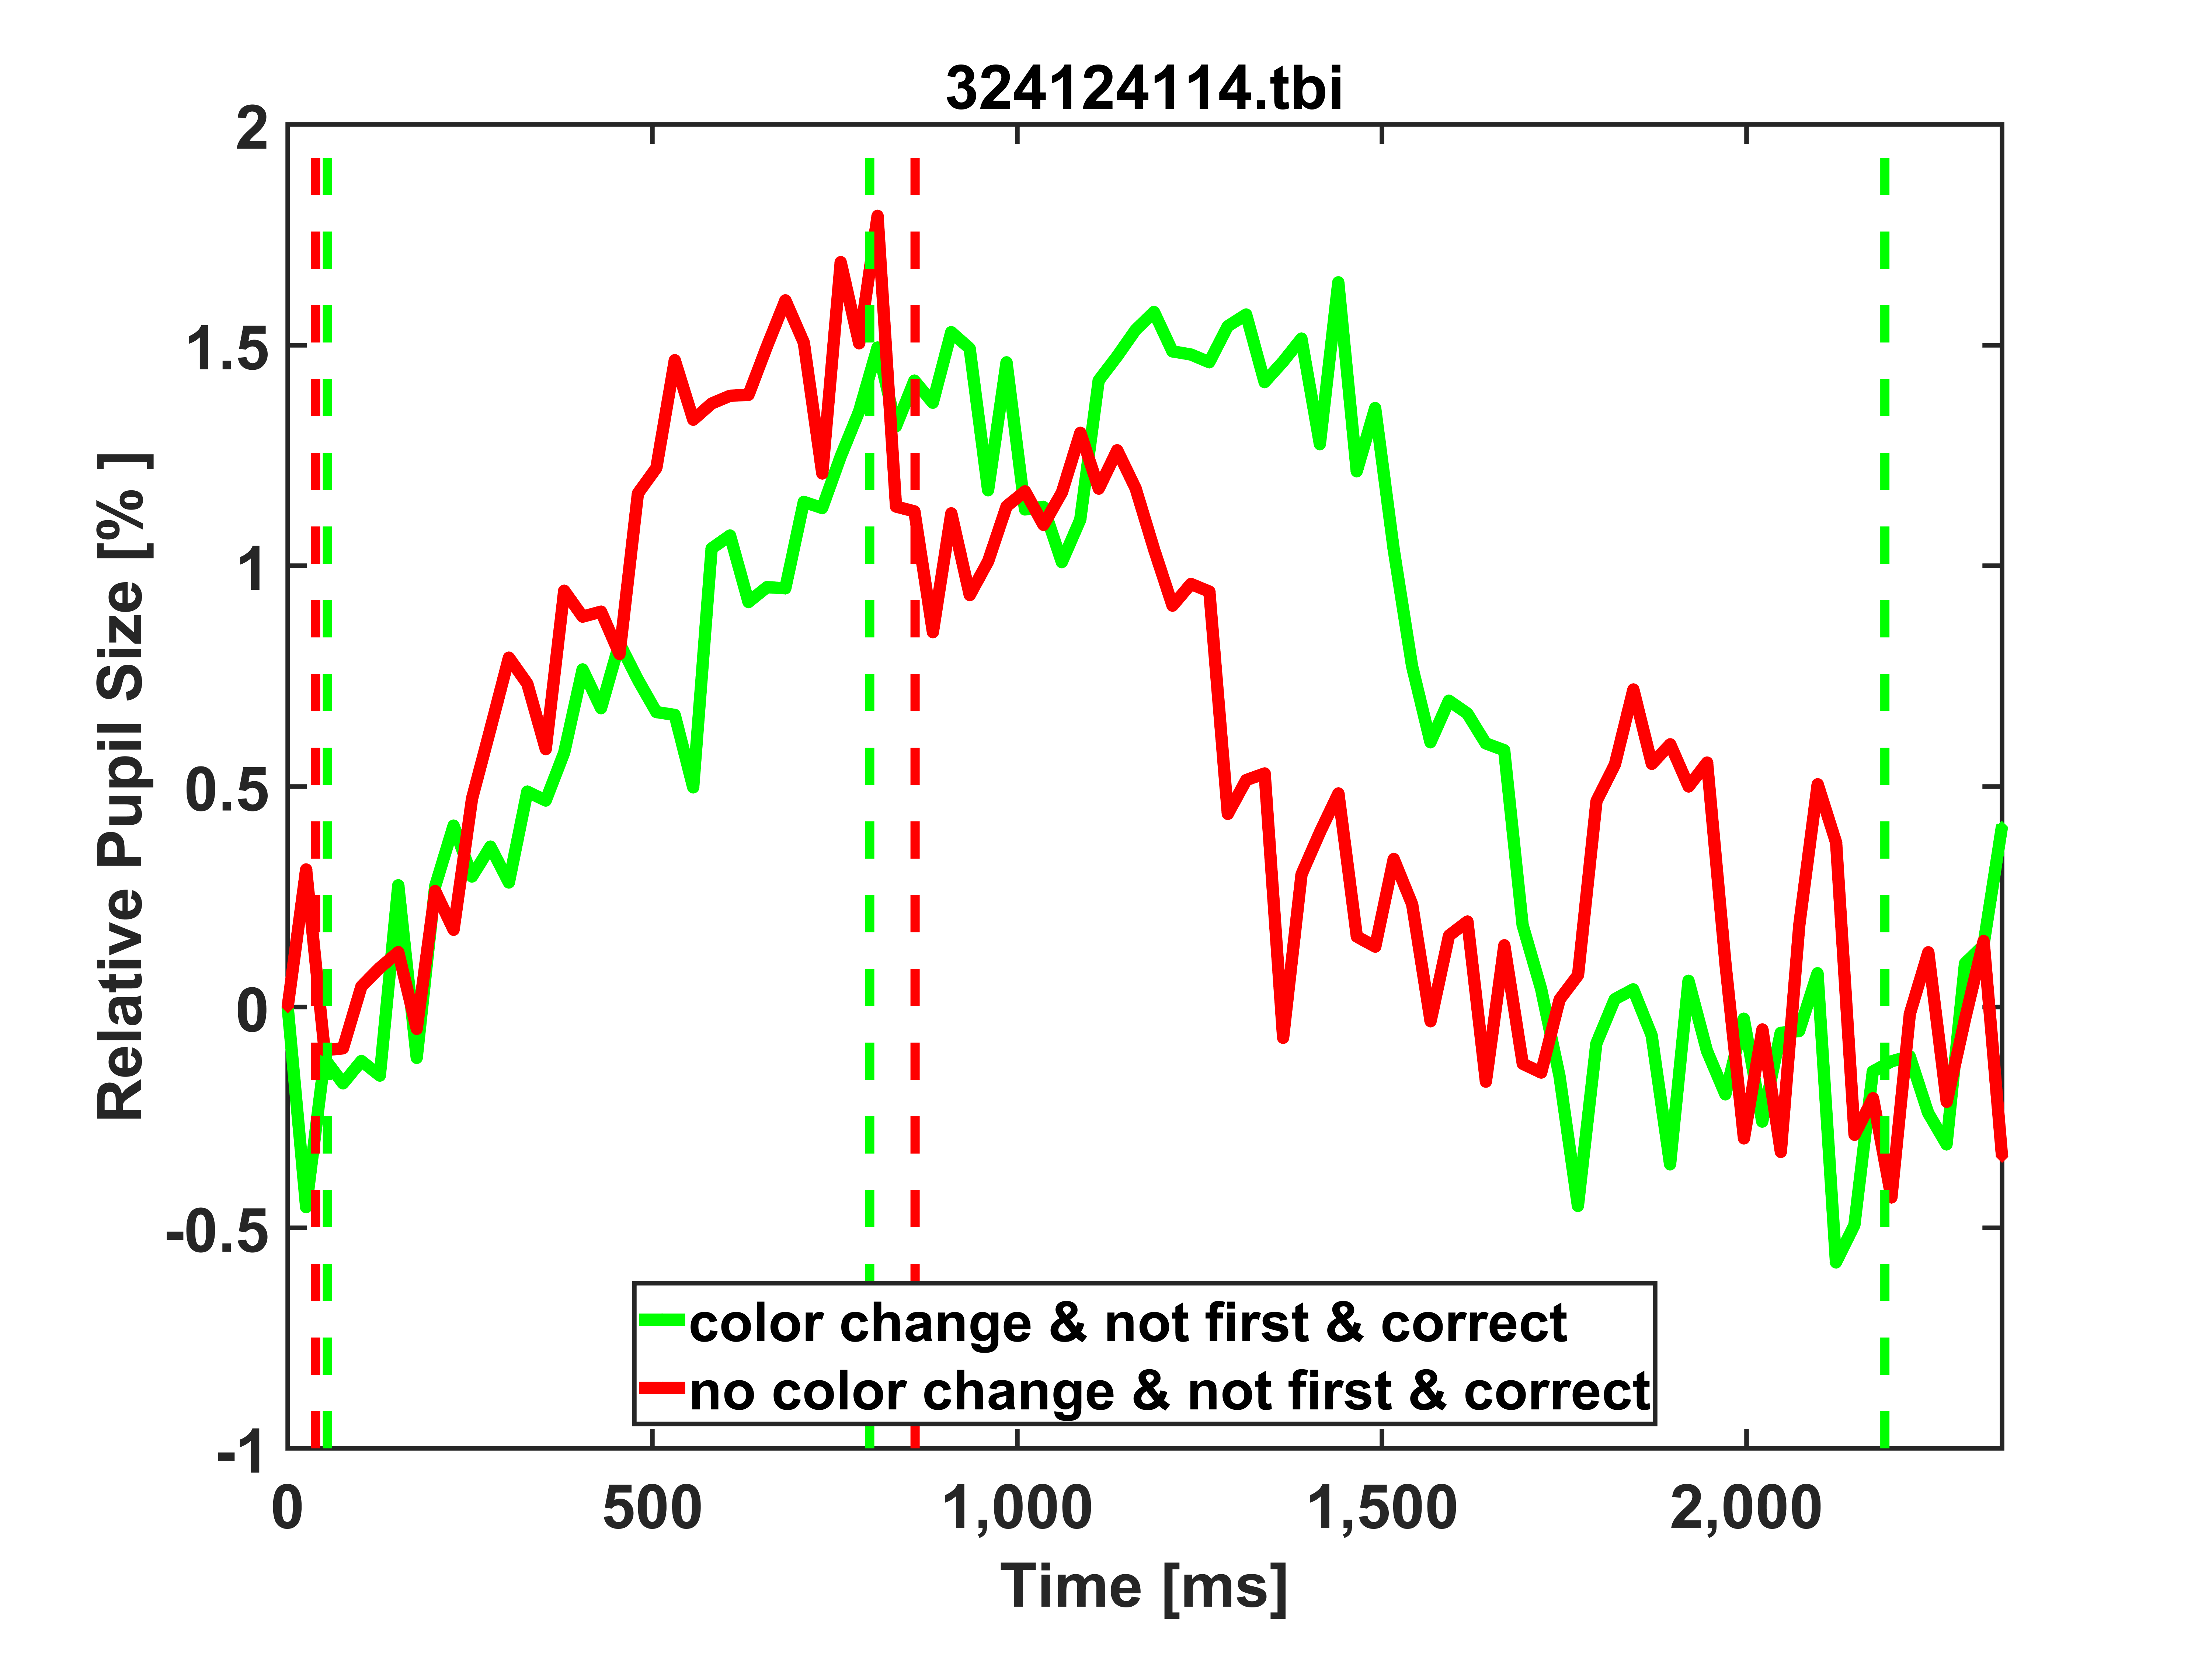 324124114.tbi
2
1.5
1
0.5
0
-0.5
-1
Relative Pupil Size [% ]
color change & not first & correct
no color change & not first & correct
0 500 1,000 1,500 2,000
Time [ms]